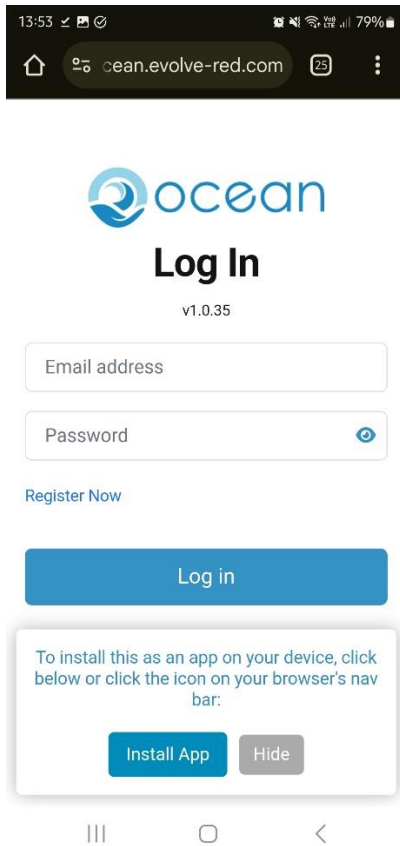 13:53 79%
cean.evolve-red.com 25
ocean
Log In
v1.0.35
Email address
Password
Register Now
Log in
To install this as an app on your device, click
below or click the icon on your browser's nav
bar:
Install App Hide